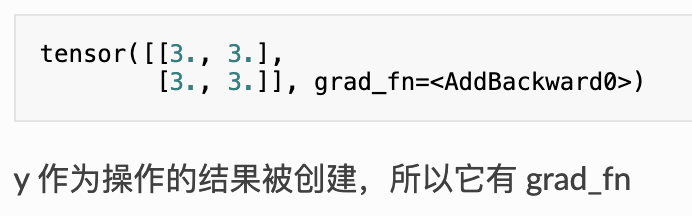 tensor([[3., 3.],
        [3., 3.]], grad_fn=<AddBackward0>)
y 作为操作的结果被创建，所以它有 grad_fn